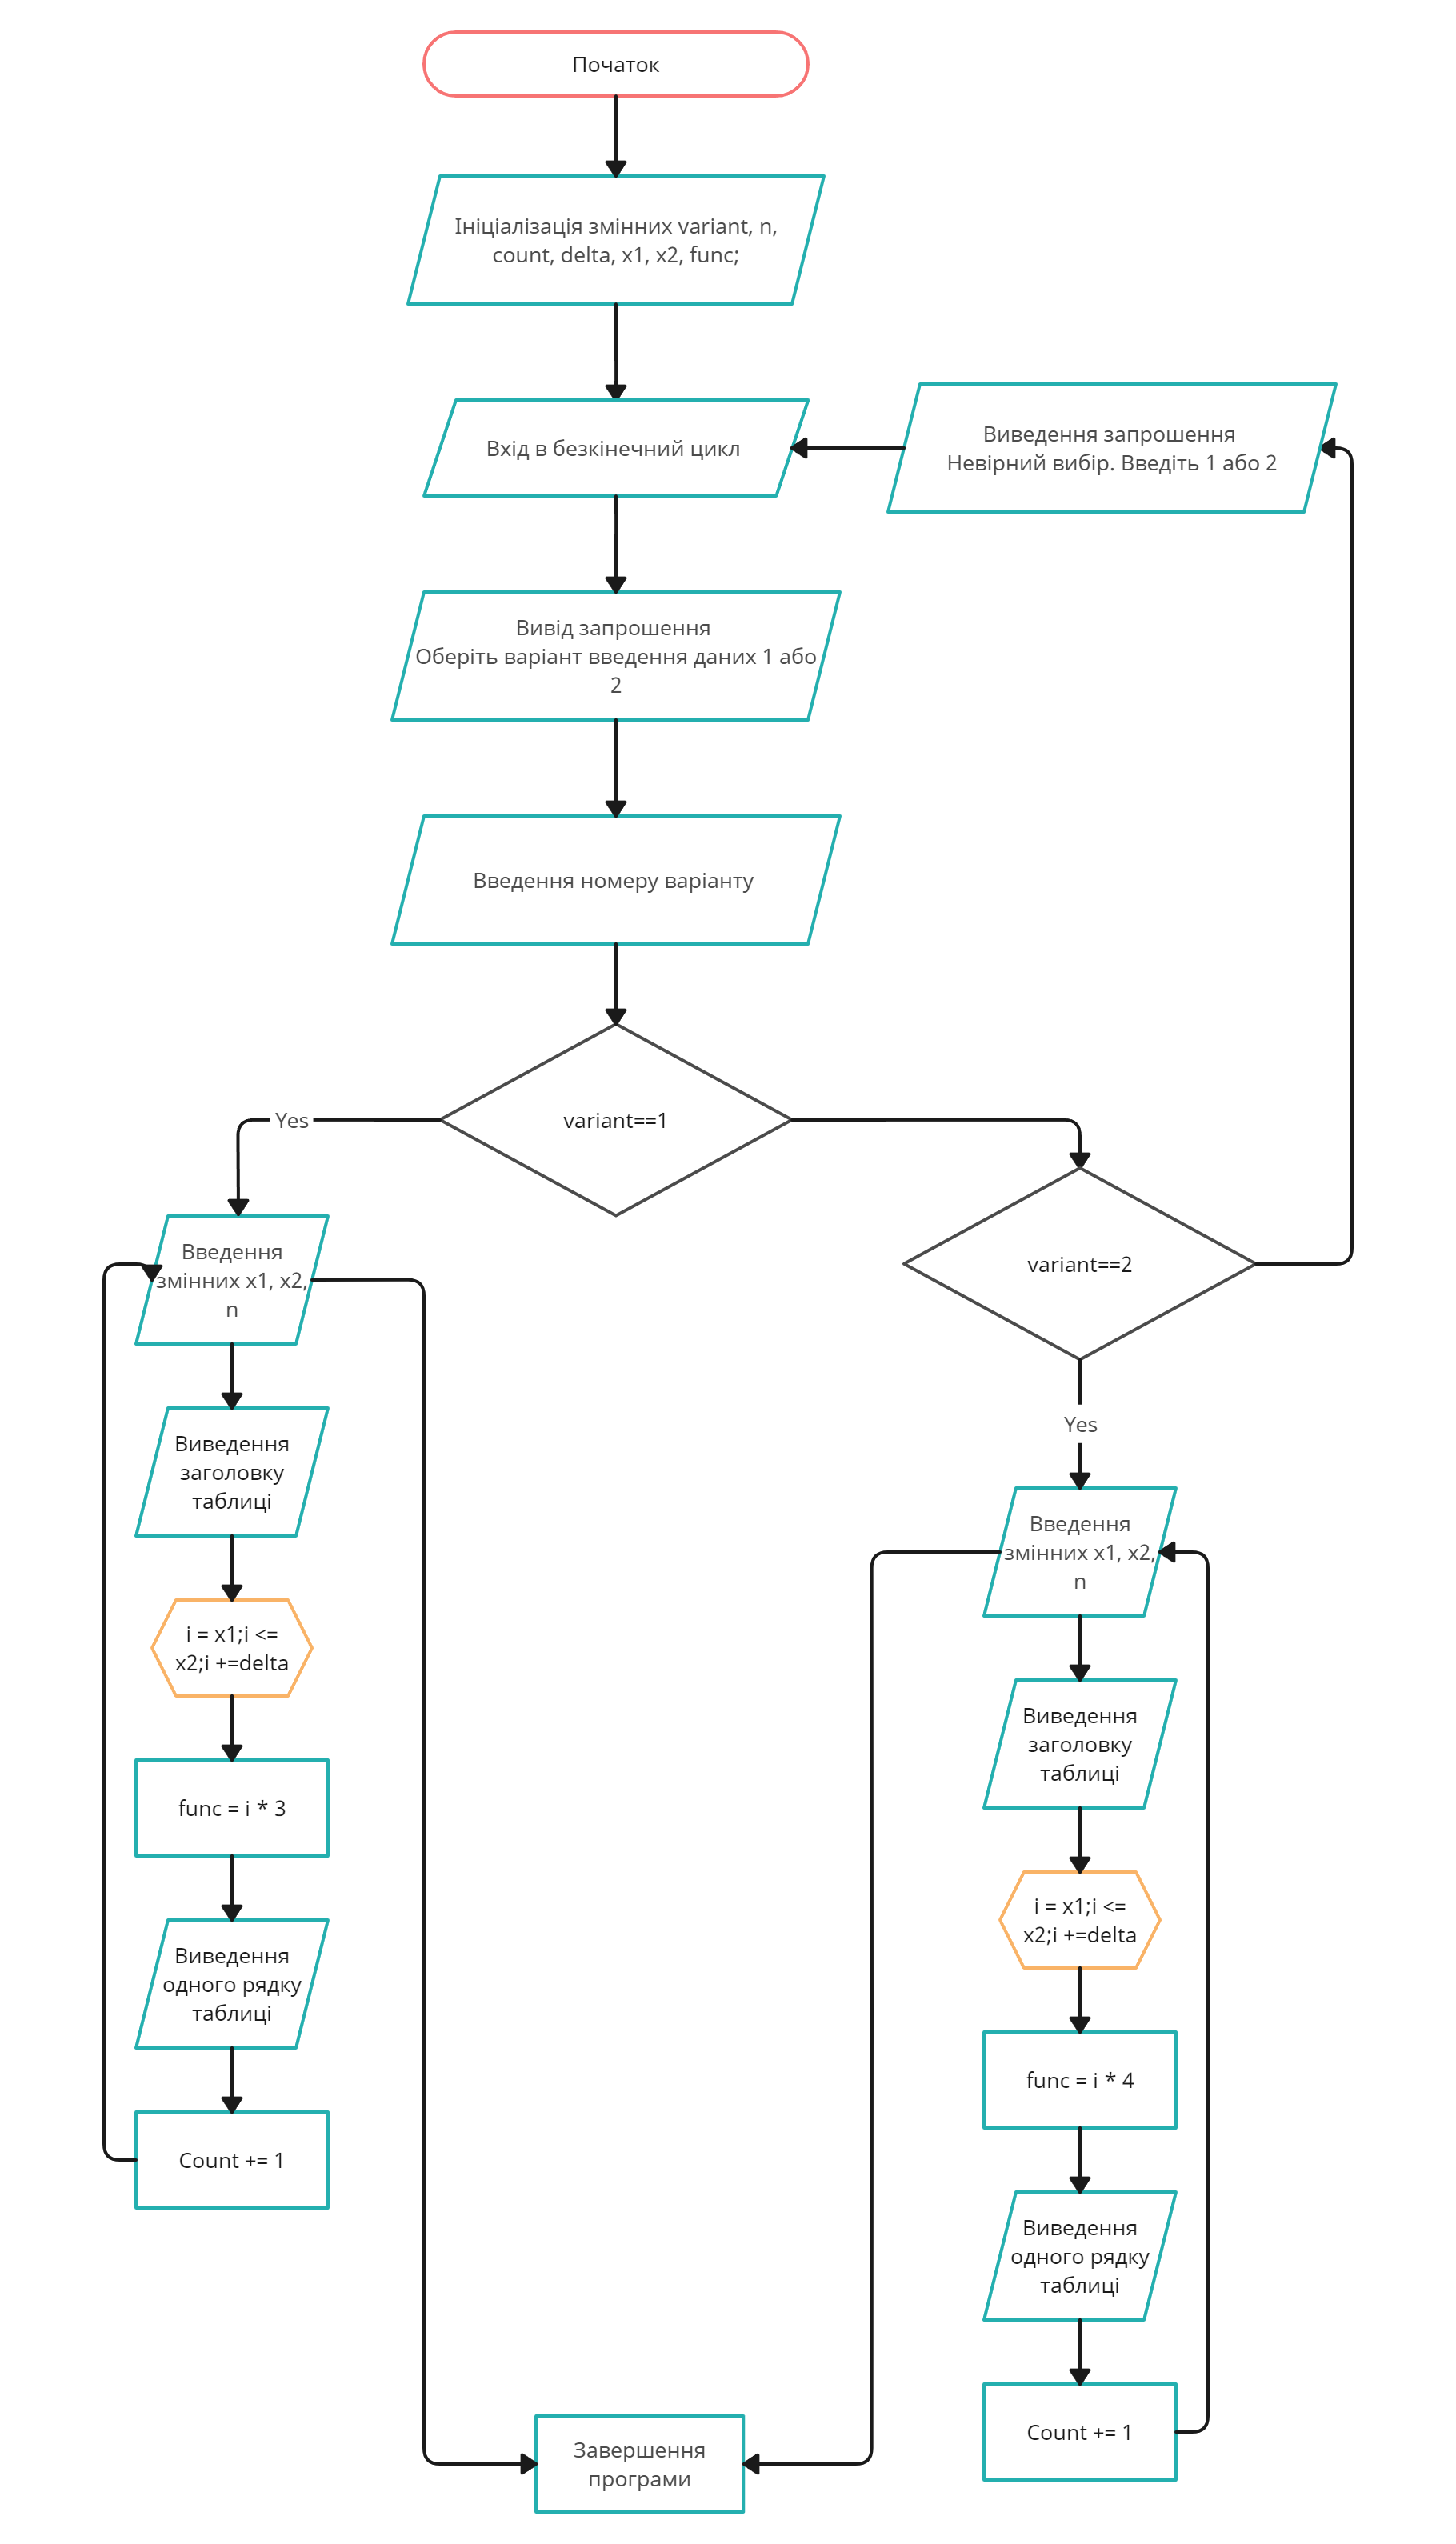 Початок
Ініціалізація змінних variant, n,
count, delta, x1, x2, func;
Вхід в безкінечний цикл
Виведення запрошення
Невірний вибір. Введіть 1 або 2
Вивід запрошення
Оберіть варіант введення даних 1 або
2
Введення номеру варіанту
variant==1
Yes
variant==2
Yes
Введення
змінних x1, x2,
n
Виведення
заголовку
таблиці
i = x1;i <=
x2;i +=delta
func = i * 3
Виведення
одного рядку
таблиці
Count += 1
Введення
змінних x1, x2,
n
Виведення
заголовку
таблиці
i = x1;i <=
x2;i +=delta
func = i * 4
Виведення
одного рядку
таблиці
Count += 1
Завершення
програми